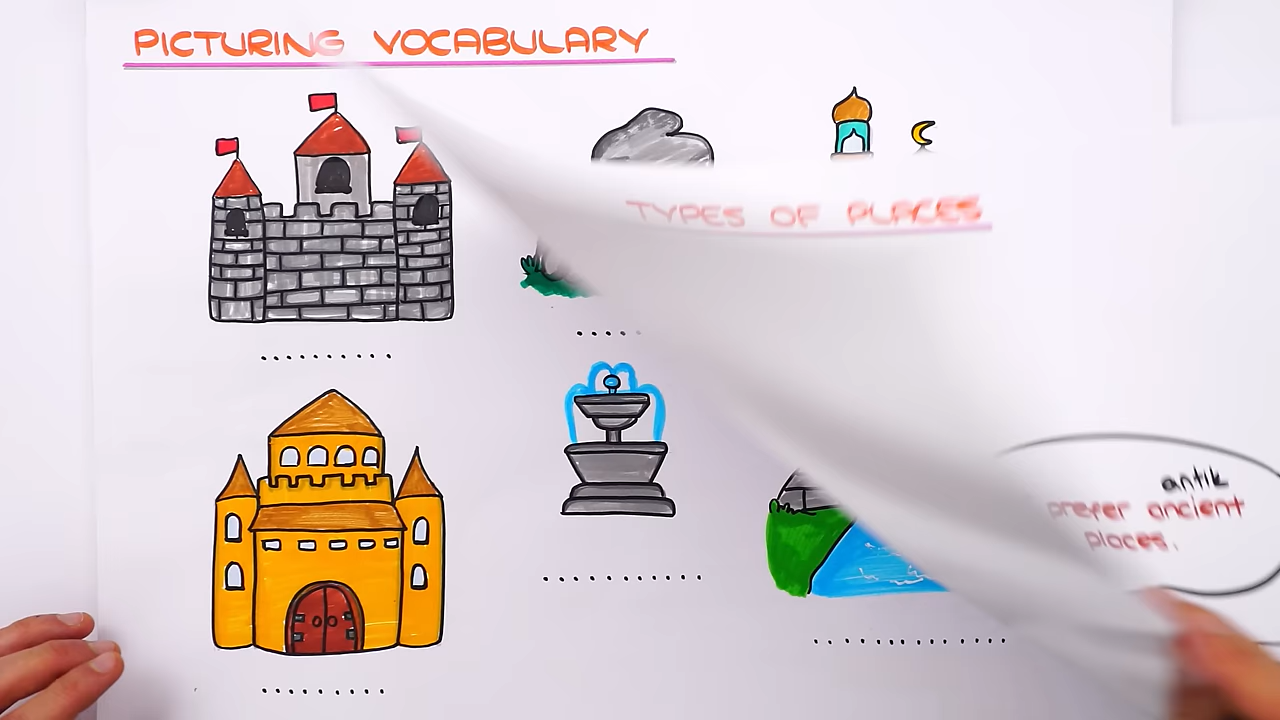 PICTURING VOCABULARY
TYPES OF PLACES
antik
prefer ancient
places.